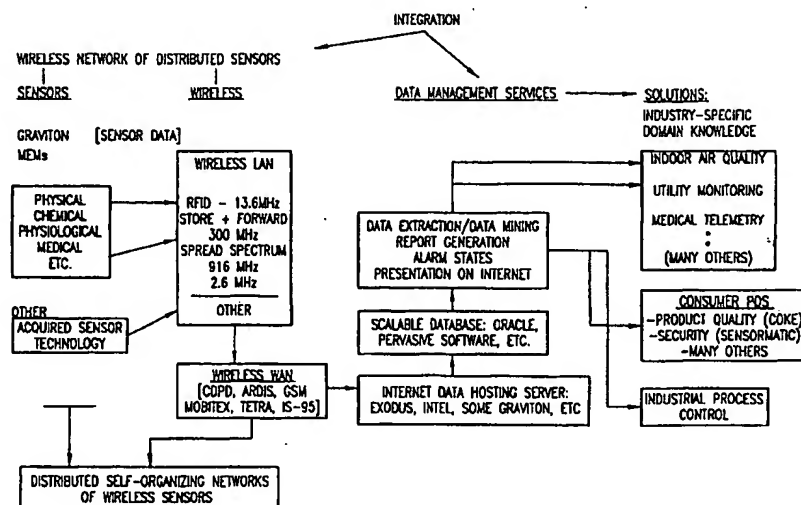 INTEGRATION
WIRELESS NETWORK OF DISTRIBUTED SENSORS
SENSORS
WIRELESS
DATA MANAGEMENT SERVICES
SOLUTIONS:
INDUSTRY-SPECIFIC
DOMAIN KNOWLEDGE
GRAVITON
MEMs
[SENSOR DATA]
PHYSICAL
CHEMICAL
PHYSIOLOGICAL
MEDICAL
ETC.
OTHER
ACQUIRED SENSOR
TECHNOLOGY
WIRELESS LAN
RFID - 13.6MHz
STORE + FORWARD
300 MHz
SPREAD SPECTRUM
916 MHz
2.6 MHz
OTHER
WIRELESS WAN
[CDPD, ARDIS, GSM
MOBITEX, TETRA, IS-95]
DISTRIBUTED SELF-ORGANIZING NETWORKS
OF WIRELESS SENSORS
DATA EXTRACTION/DATA MINING
REPORT GENERATION
ALARM STATES
PRESENTATION ON INTERNET
SCALABLE DATABASE: ORACLE,
PERVASIVE SOFTWARE, ETC.
INTERNET DATA HOSTING SERVER:
EXODUS, INTEL, SOME GRAVITON, ETC
INDOOR AIR QUALITY
UTILITY MONITORING
MEDICAL TELEMETRY
(MANY OTHERS)
CONSUMER POS
-PRODUCT QUALITY (COKE)
-SECURITY (SENSORMATIC)
-MANY OTHERS
INDUSTRIAL PROCESS
CONTROL